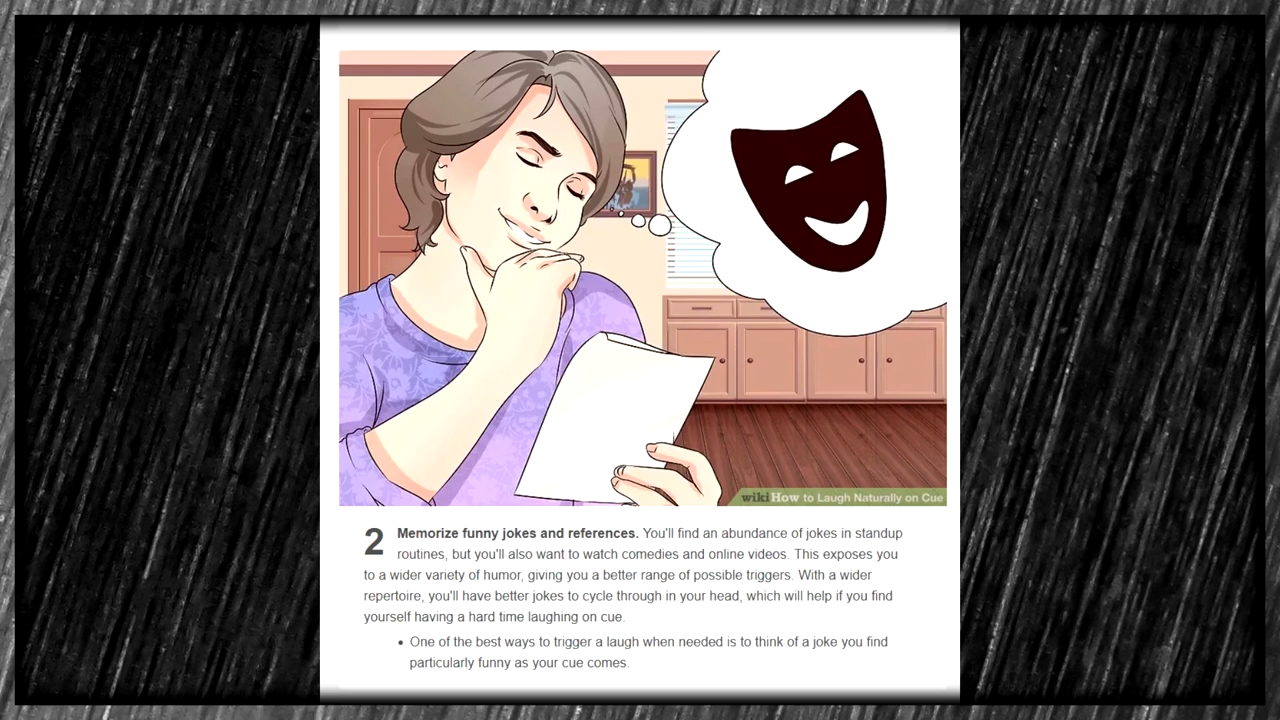 wikiHow to Laugh Naturally on Cue
2 Memorize funny jokes and references. You'll find an abundance of jokes in standup
routines, but you'll also want to watch comedies and online videos. This exposes you
to a wider variety of humor, giving you a better range of possible triggers. With a wider
repertoire, you'll have better jokes to cycle through in your head, which will help if you find
yourself having a hard time laughing on cue.
• One of the best ways to trigger a laugh when needed is to think of a joke you find
particularly funny as your cue comes.